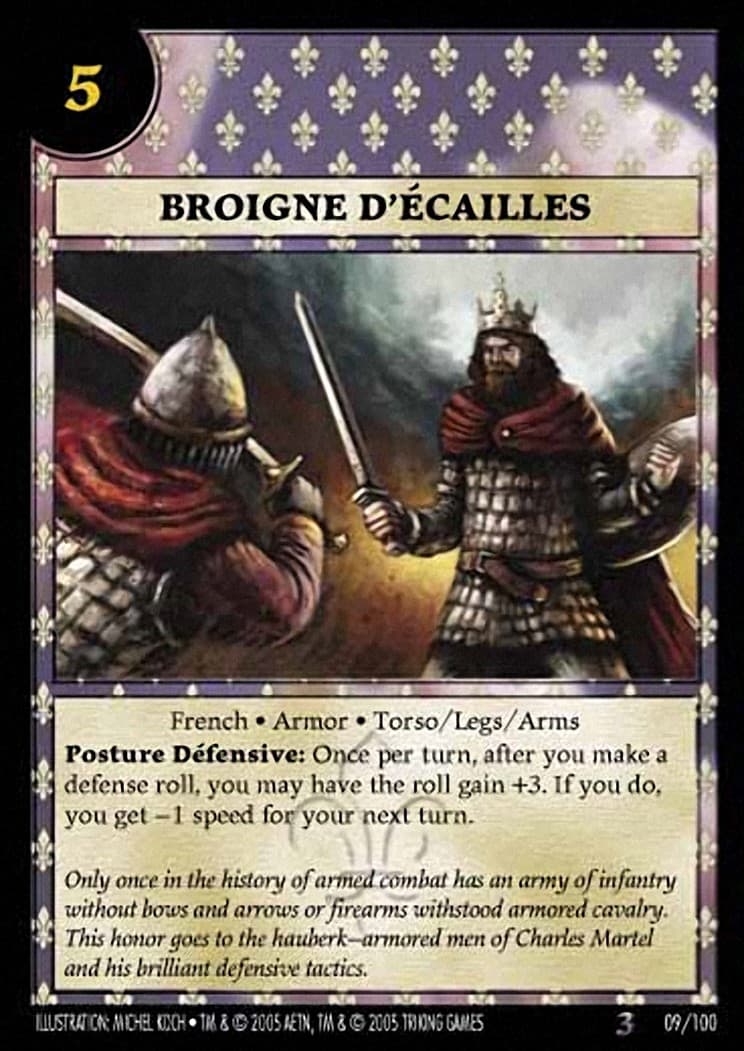 5
BROIGNE D'ÉCAILLES
French • Armor • Torso/Legs/Arms
Posture Défensive: Once per turn, after you make a
defense roll, you may have the roll gain +3. If you do,
you get −1 speed for your next turn.
Only once in the history of armed combat has an army of infantry
without bows and arrows or firearms withstood armored cavalry.
This honor goes to the hauberk–armored men of Charles Martel
and his brilliant defensive tactics.
ILLUSTRATION: MICHEL KOCH • TM & © 2005 AETN, TM & © 2005 TRIKING GAMES
3 09/100